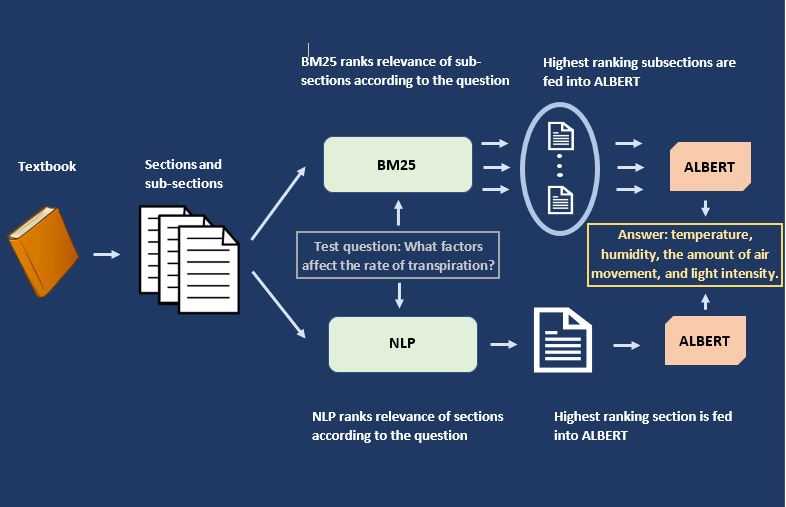 BM25 ranks relevance of sub-
sections according to the question
Highest ranking subsections are
fed into ALBERT
Textbook
Sections and
sub-sections
BM25
ALBERT
Test question: What factors
affect the rate of transpiration?
Answer: temperature,
humidity, the amount of air
movement, and light intensity.
NLP
ALBERT
NLP ranks relevance of sections
according to the question
Highest ranking section is fed
into ALBERT